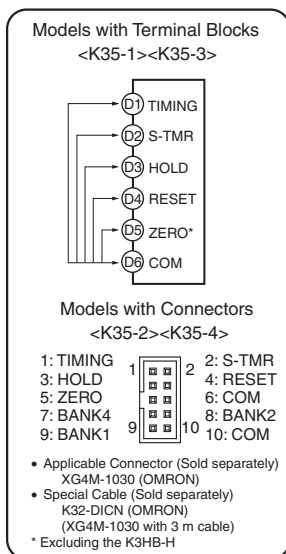 Models with Terminal Blocks
<K35-1><K35-3>
D1 TIMING
D2 S-TMR
D3 HOLD
D4 RESET
D5 ZERO*
D6 COM
Models with Connectors
<K35-2><K35-4>
1: TIMING
3: HOLD
5: ZERO
7: BANK4
9: BANK1
1 2
9 10
2: S-TMR
4: RESET
6: COM
8: BANK2
10: COM
• Applicable Connector (Sold separately)
XG4M-1030 (OMRON)
• Special Cable (Sold separately)
K32-DICN (OMRON)
(XG4M-1030 with 3 m cable)
* Excluding the K3HB-H